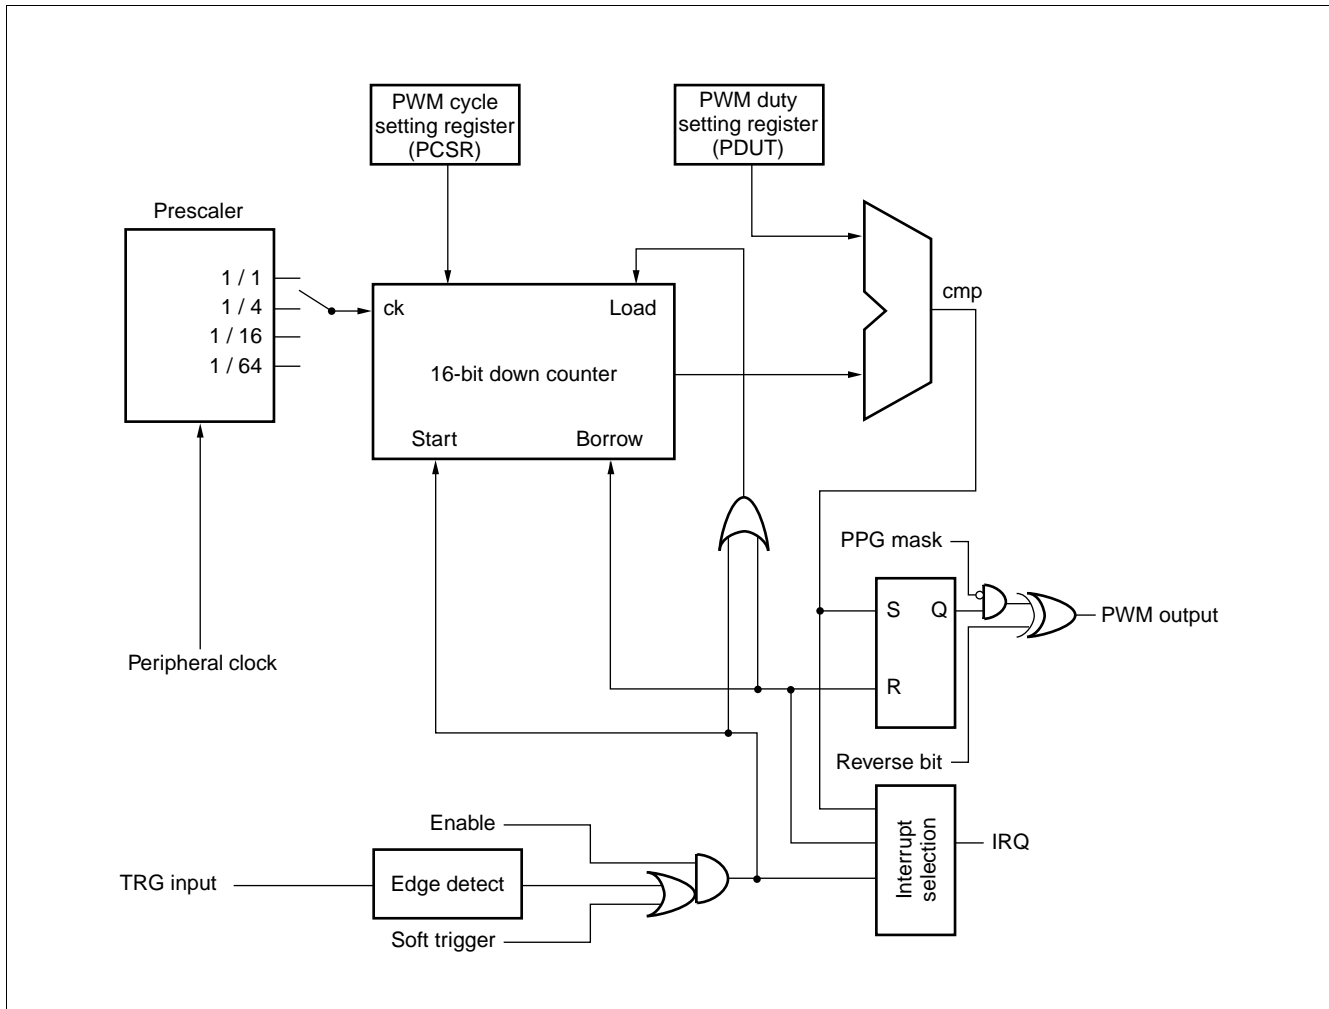 PWM cycle
setting register
(PCSR)
PWM duty
setting register
(PDUT)
Prescaler
1 / 1
1 / 4
1 / 16
1 / 64
ck
Load
16-bit down counter
Start
Borrow
cmp
PPG mask
S
Q
R
PWM output
Peripheral clock
Reverse bit
Enable
TRG input
Edge detect
Soft trigger
Interrupt
selection
IRQ